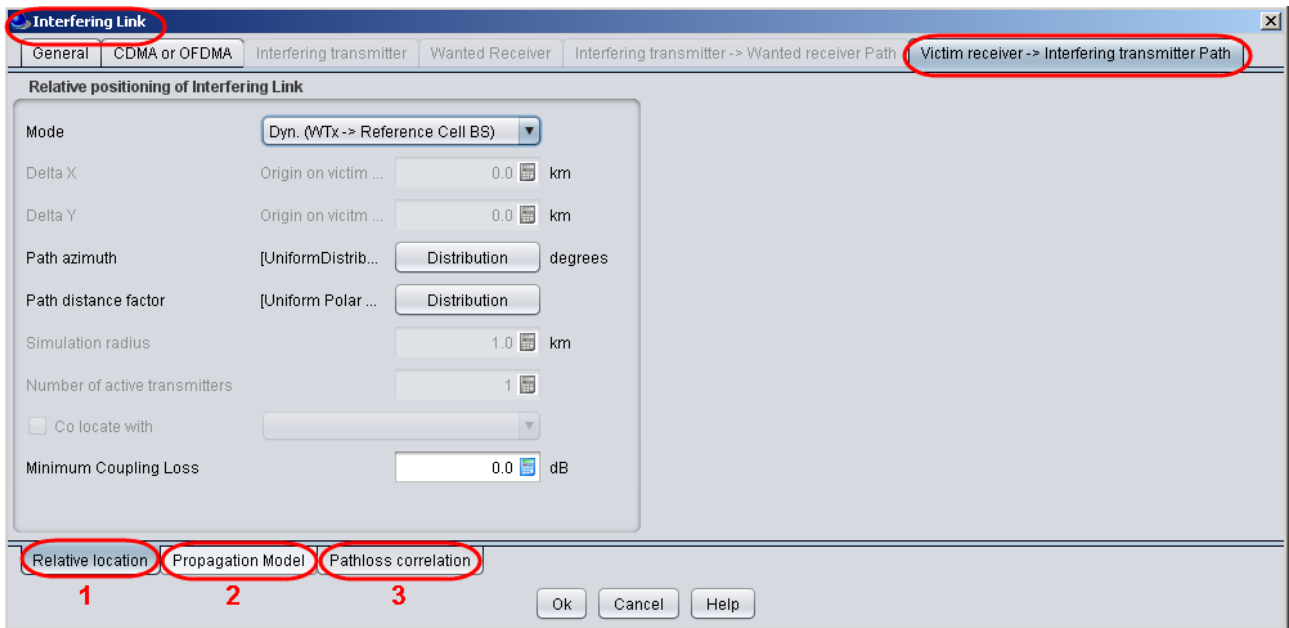 Interfering Link
General CDMA or OFDMA Interfering transmitter Wanted Receiver Interfering transmitter -> Wanted receiver Path Victim receiver -> Interfering transmitter Path
Relative positioning of Interfering Link
Mode Dyn. (WTx -> Reference Cell BS)
Delta X Origin on victim ... 0.0 km
Delta Y Origin on vicitm ... 0.0 km
Path azimuth [UniformDistrib... Distribution degrees
Path distance factor [Uniform Polar ... Distribution
Simulation radius 1.0 km
Number of active transmitters 1
Co locate with
Minimum Coupling Loss 0.0 dB
Relative location Propagation Model Pathloss correlation
1 2 3
Ok Cancel Help